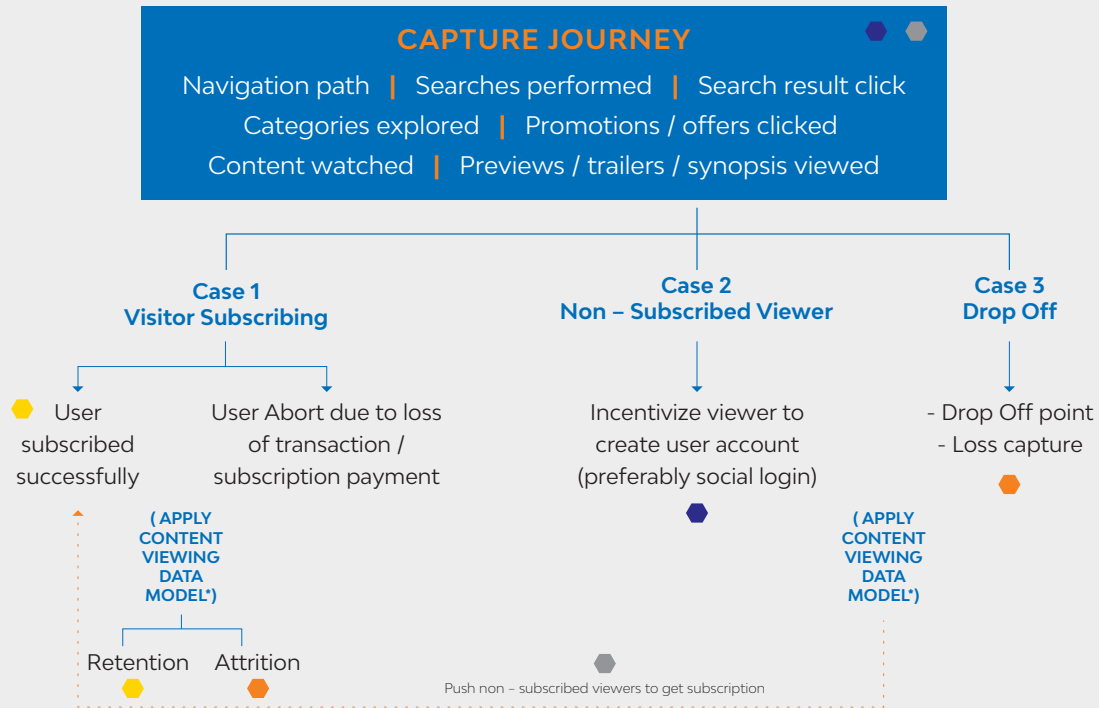 CAPTURE JOURNEY
Navigation path | Searches performed | Search result click
Categories explored | Promotions / offers clicked
Content watched | Previews / trailers / synopsis viewed
Case 1
Visitor Subscribing
Case 2
Non – Subscribed Viewer
Case 3
Drop Off
User
subscribed
successfully
User Abort due to loss
of transaction /
subscription payment
Incentivize viewer to
create user account
(preferably social login)
- Drop Off point
- Loss capture
( APPLY
CONTENT
VIEWING
DATA
MODEL*)
( APPLY
CONTENT
VIEWING
DATA
MODEL*)
Retention
Attrition
Push non - subscribed viewers to get subscription